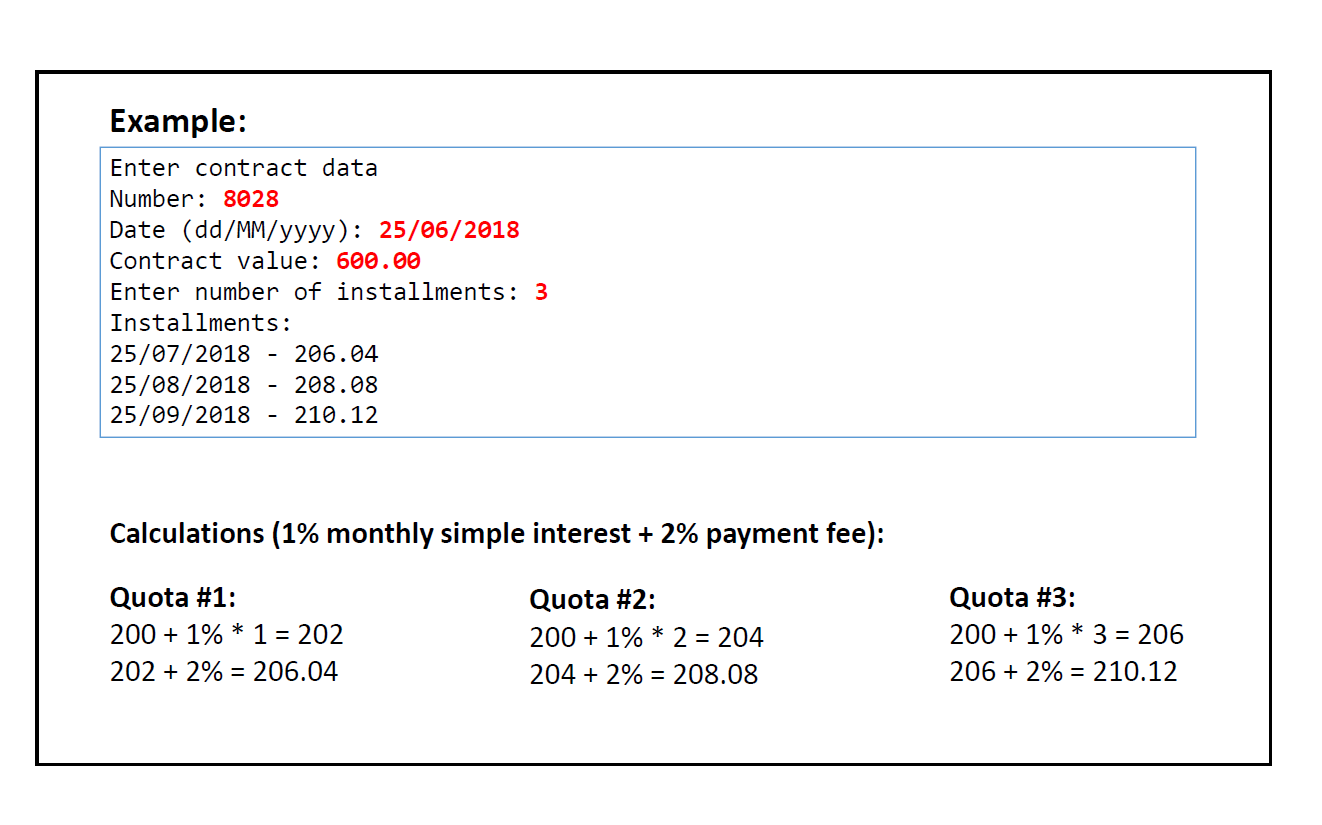 Example:
Enter contract data
Number: 8028
Date (dd/MM/yyyy): 25/06/2018
Contract value: 600.00
Enter number of installments: 3
Installments:
25/07/2018 - 206.04
25/08/2018 - 208.08
25/09/2018 - 210.12
Calculations (1% monthly simple interest + 2% payment fee):
Quota #1:
200 + 1% * 1 = 202
202 + 2% = 206.04
Quota #2:
200 + 1% * 2 = 204
204 + 2% = 208.08
Quota #3:
200 + 1% * 3 = 206
206 + 2% = 210.12